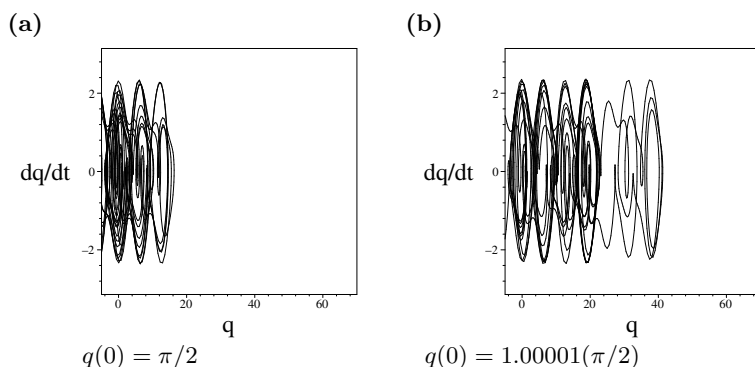 (a)
(b)
2
0
−2
dq/dt
0 20 40 60
q
q(0) = π/2
2
0
−2
dq/dt
0 20 40 60
q
q(0) = 1.00001(π/2)